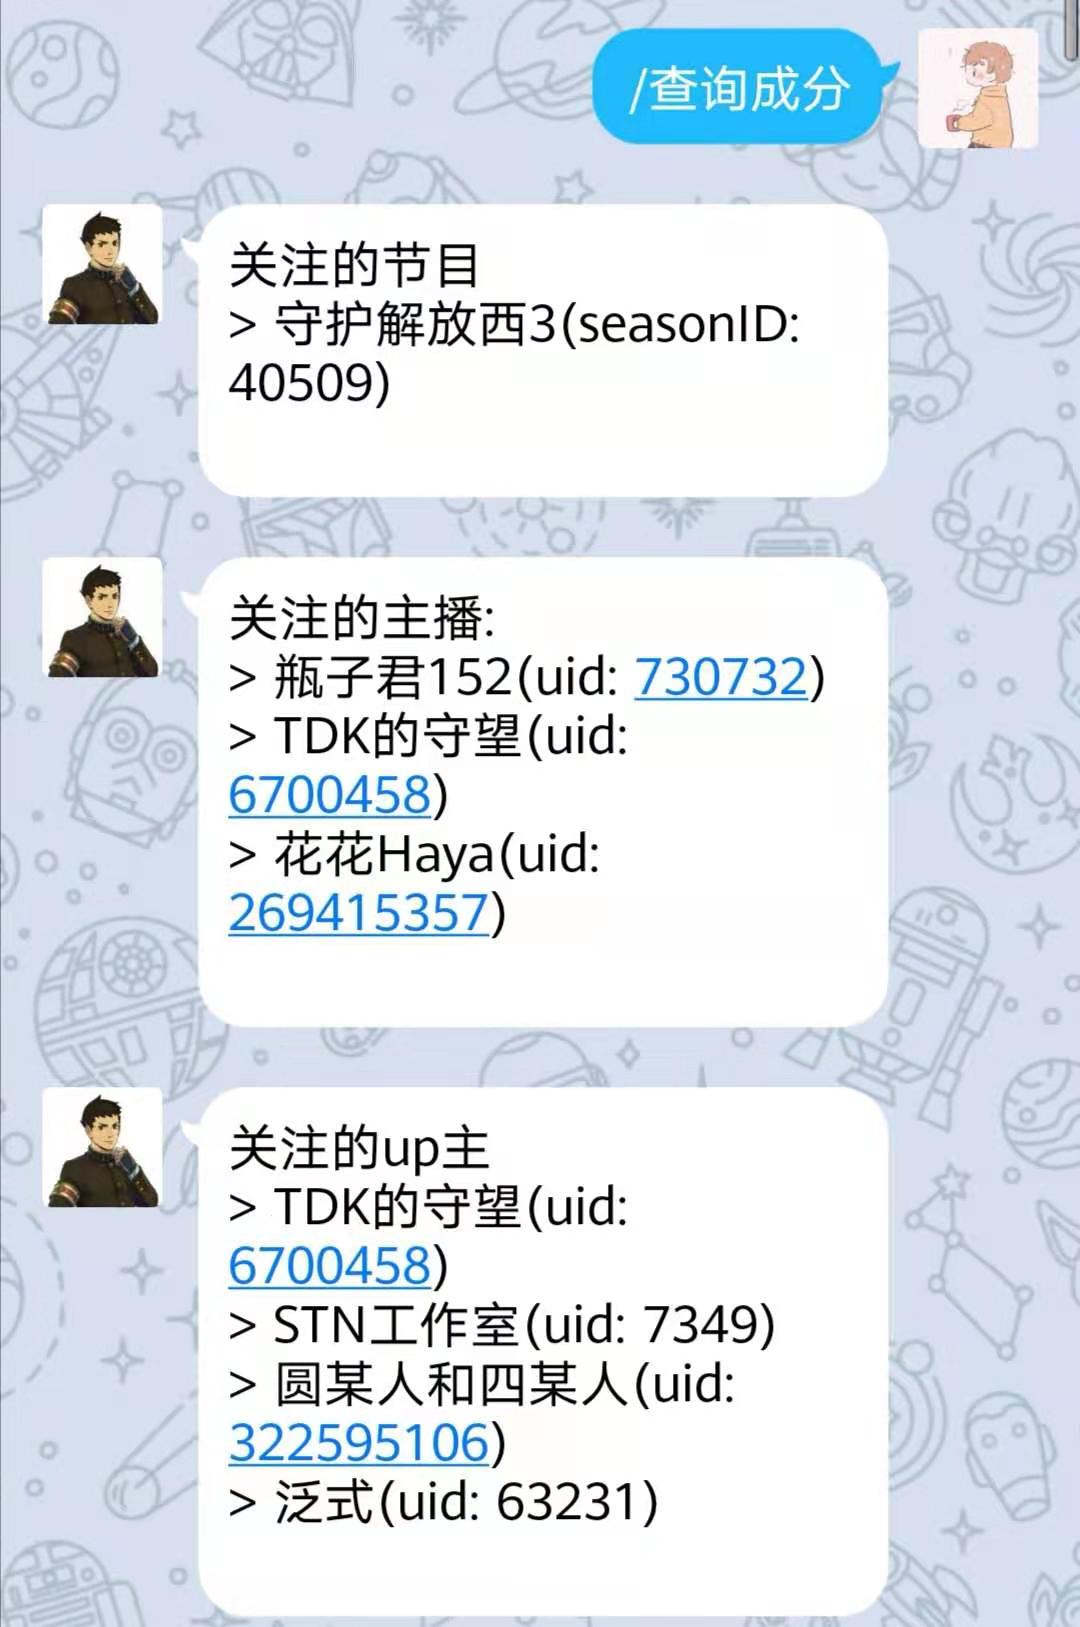 /查询成分
关注的节目
> 守护解放西3(seasonID:
40509)
关注的主播:
> 瓶子君152(uid: 730732)
> TDK的守望(uid:
6700458)
> 花花Haya(uid:
269415357)
关注的up主
> TDK的守望(uid:
6700458)
> STN工作室(uid: 7349)
> 圆某人和四某人(uid:
322595106)
> 泛式(uid: 63231)